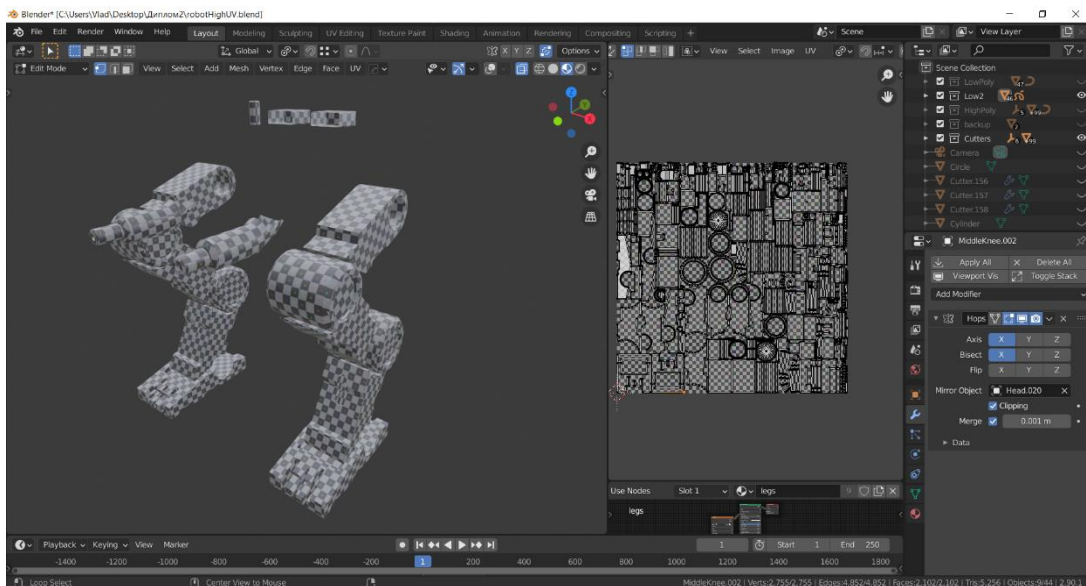 Blender* [C:\Users\Vlad\Desktop\Диплом2\robotHighUV.blend]
File Edit Render Window Help Layout Modeling Sculpting UV Editing Texture Paint Shading Animation Rendering Compositing Scripting + Scene View Layer
Global X Y Z Options View Select Image UV
Edit Mode View Select Add Mesh Vertex Edge Face UV
Scene Collection
LowPoly 47
Low2
HighPoly 5 99
backup 2
Cutters 6 99
Camera
Circle
Cutter.156
Cutter.157
Cutter.158
Cylinder
Z
Y
X
MiddleKnee.002
Apply All Delete All
Viewport Vis Toggle Stack
Add Modifier
Hops
Axis X Y Z
Bisect X Y Z
Flip X Y Z
Mirror Object Head.020
Clipping
Merge 0.001 m
Data
Use Nodes Slot 1 legs 9
legs
Playback Keying View Marker 1 Start 1 End 250
-1400 -1200 -1000 -800 -600 -400 -200 1 200 400 600 800 1000 1200 1400 1600 1800
Loop Select Center View to Mouse MiddleKnee.002 | Verts:2.755/2.755 | Edges:4.852/4.852 | Faces:2.102/2.102 | Tris:5.256 | Objects:9/44 | 2.90.1